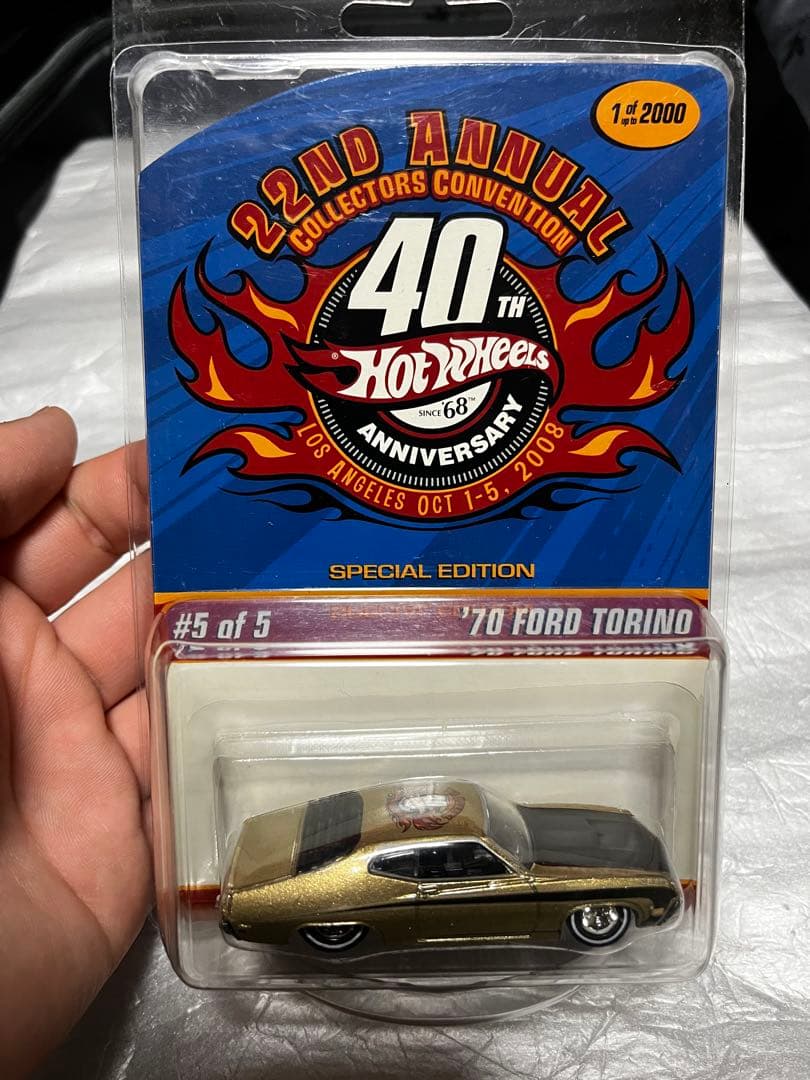 1 of up to 2000
22ND ANNUAL
COLLECTORS CONVENTION
40TH
® HOT WHEELS
SINCE '68™
ANNIVERSARY
LOS ANGELES OCT 1-5, 2008
SPECIAL EDITION
#5 of 5 '70 FORD TORINO